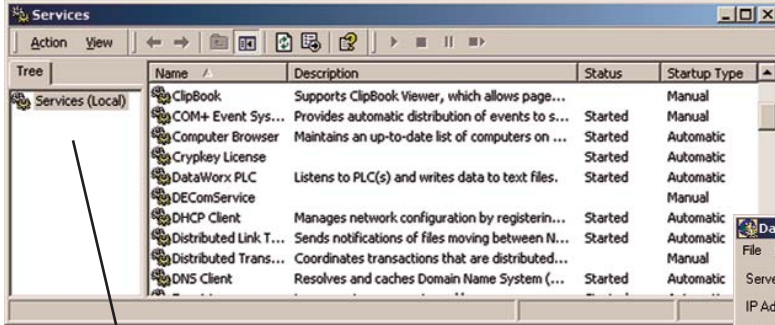 Services
Action View
Tree
Name Description Status Startup Type
Services (Local)
ClipBook Supports ClipBook Viewer, which allows page... Manual
COM+ Event Sys... Provides automatic distribution of events to s... Started Manual
Computer Browser Maintains an up-to-date list of computers on ... Started Automatic
Crypkey License Started Automatic
DataWorx PLC Listens to PLC(s) and writes data to text files. Started Automatic
DEComService Manual
DHCP Client Manages network configuration by registerin... Started Automatic
Distributed Link T... Sends notifications of files moving between N... Started Automatic
Distributed Trans... Coordinates transactions that are distributed... Manual
DNS Client Resolves and caches Domain Name System (... Started Automatic
Da
File
Serve
IP Ad